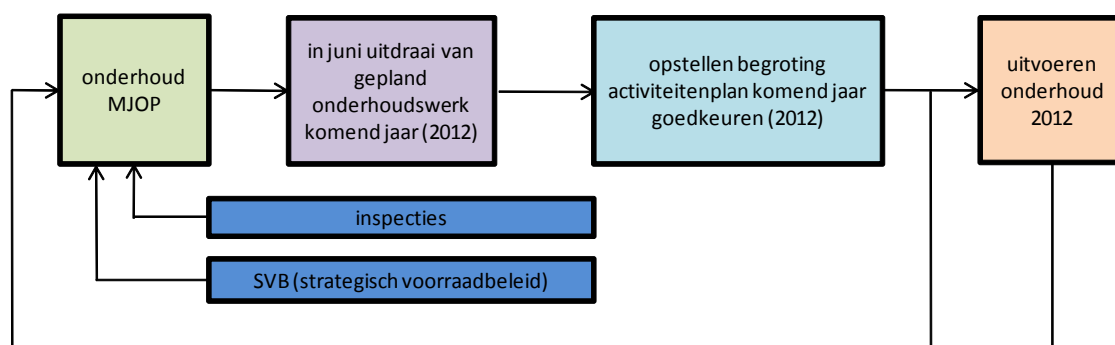 onderhoud
MJOP
in juni uitdraai van
gepland
onderhoudswerk
komend jaar (2012)
opstellen begroting
activiteitenplan komend jaar
goedkeuren (2012)
uitvoeren
onderhoud
2012
inspecties
SVB (strategisch voorraadbeleid)